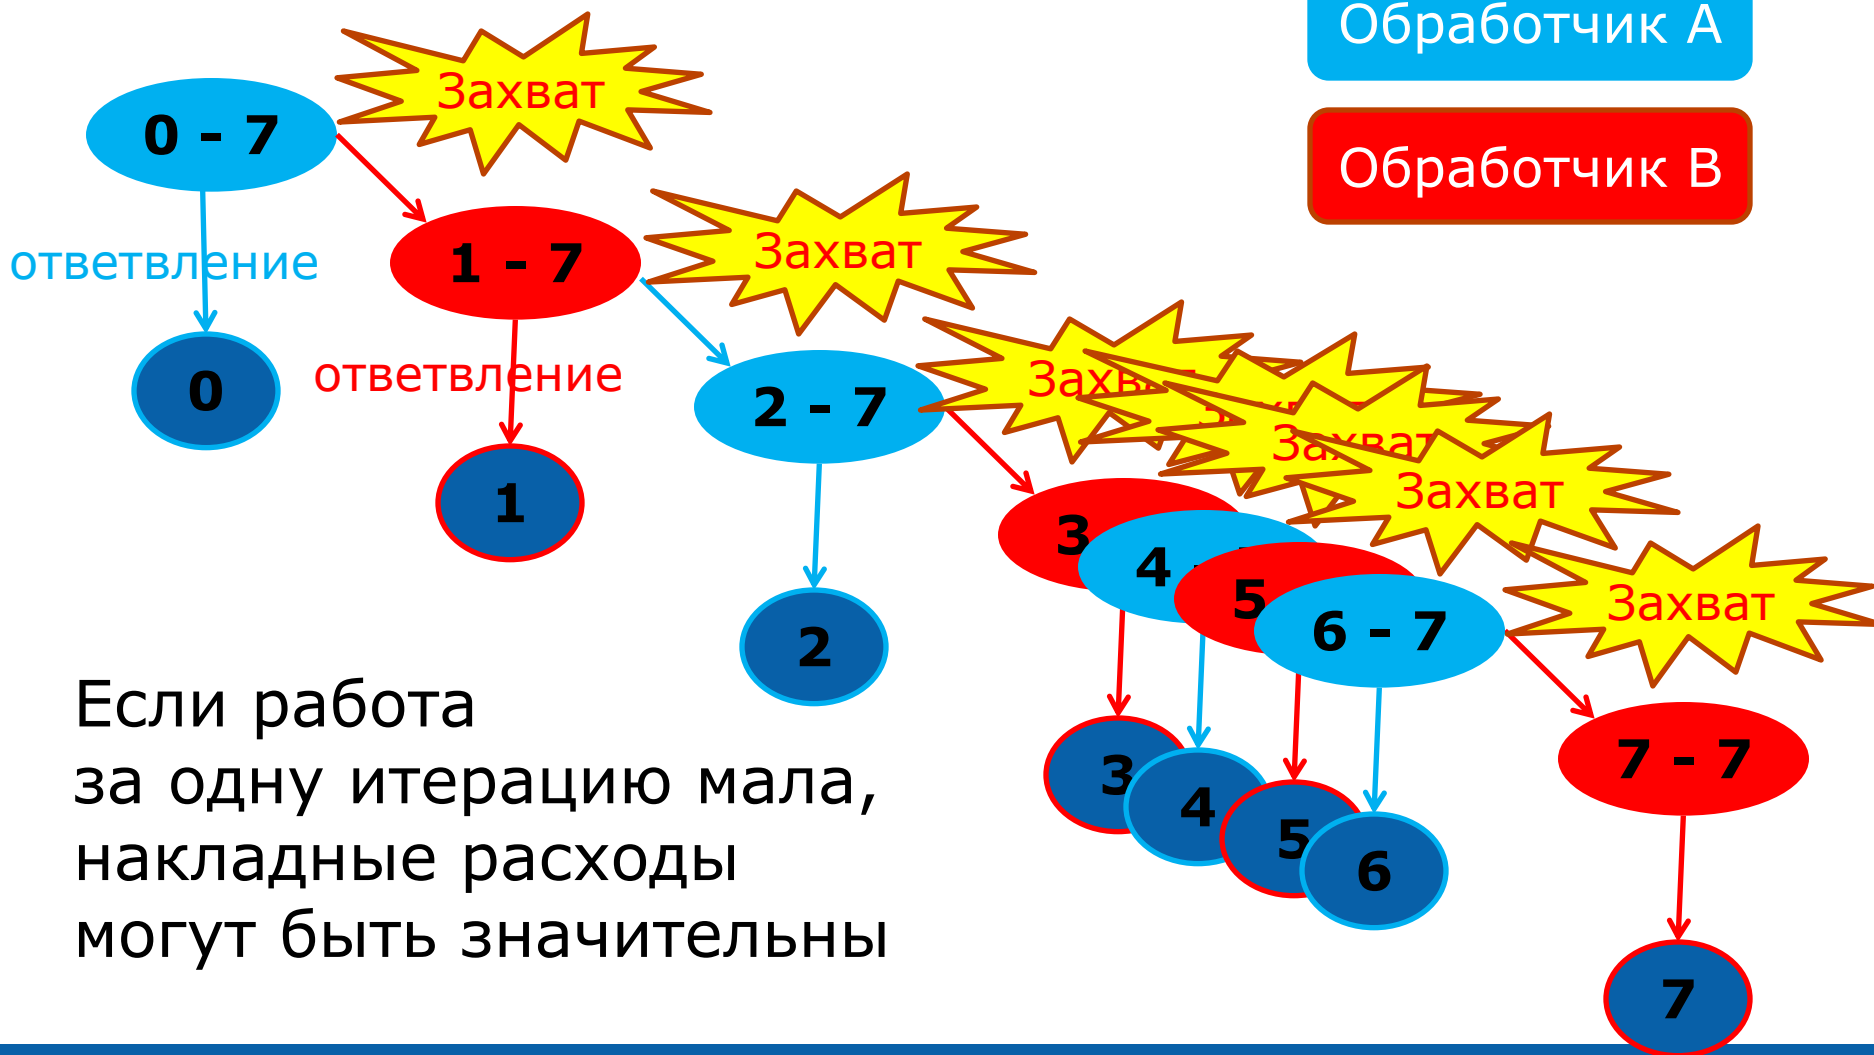 Обработчик A
Захват
0 - 7
Обработчик B
Захват
ответвление
1 - 7
Захват
ответвление
0
2 - 7
Захват
Захват
1
3
4
5
6 - 7
Захват
2
Если работа
за одну итерацию мала,
накладные расходы
могут быть значительны
7 - 7
3
4
5
6
7